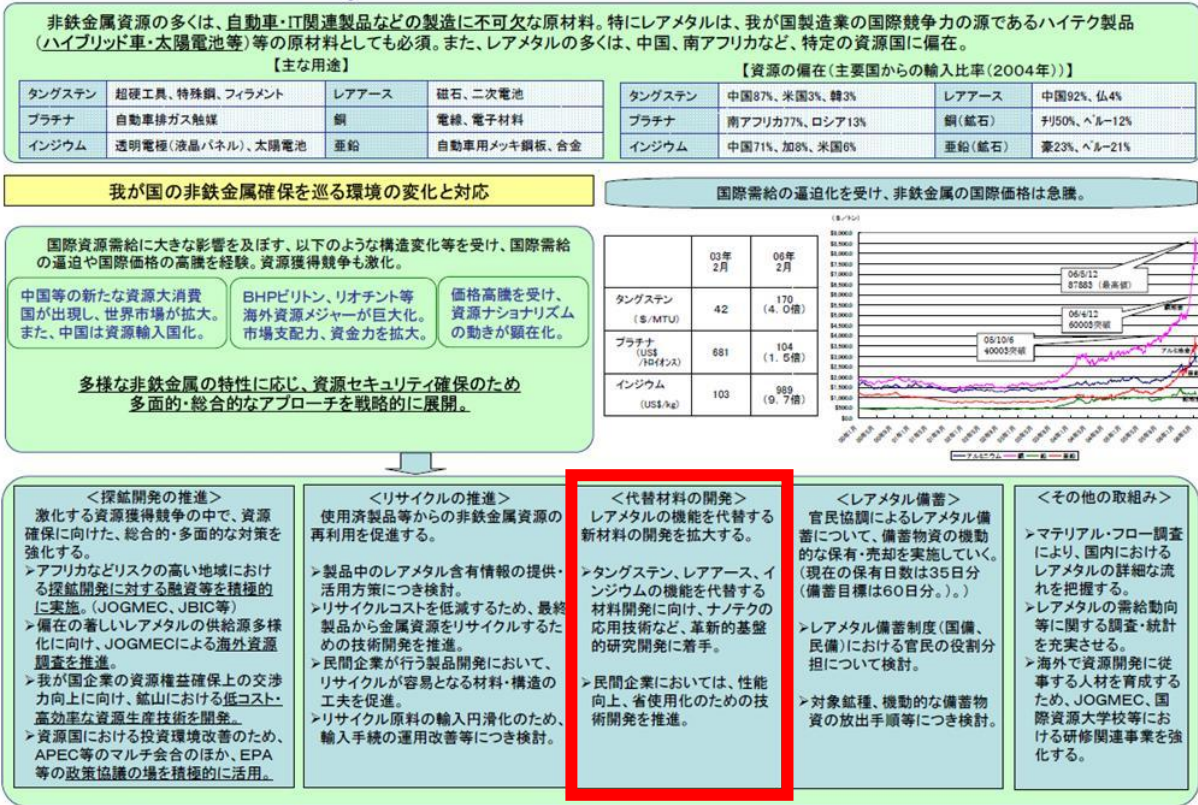 非鉄金属資源の多くは、自動車・IT関連製品などの製造に不可欠な原材料。特にレアメタルは、我が国製造業の国際競争力の源であるハイテク製品
(ハイブリッド車・太陽電池等)等の原材料としても必須。また、レアメタルの多くは、中国、南アフリカなど、特定の資源国に偏在。
【主な用途】
タングステン 超硬工具、特殊鋼、フィラメント レアアース 磁石、二次電池
プラチナ 自動車排ガス触媒 銅 電線、電子材料
インジウム 透明電極(液晶パネル)、太陽電池 亜鉛 自動車用メッキ鋼板、合金
【資源の偏在(主要国からの輸入比率(2004年))】
タングステン 中国87%、米国3%、韓3% レアアース 中国92%、仏4%
プラチナ 南アフリカ77%、ロシア13% 銅(鉱石) チリ50%、ペルー12%
インジウム 中国71%、加8%、米国6% 亜鉛(鉱石) 豪23%、ペルー21%
我が国の非鉄金属確保を巡る環境の変化と対応
国際資源需給に大きな影響を及ぼす、以下のような構造変化等を受け、国際需給
の逼迫や国際価格の高騰を経験。資源獲得競争も激化。
中国等の新たな資源大消費
国が出現し、世界市場が拡大。
また、中国は資源輸入国化。
BHPビリトン、リオチント等
海外資源メジャーが巨大化。
市場支配力、資金力を拡大。
価格高騰を受け、
資源ナショナリズム
の動きが顕在化。
多様な非鉄金属の特性に応じ、資源セキュリティ確保のため
多面的・総合的なアプローチを戦略的に展開。
国際需給の逼迫化を受け、非鉄金属の国際価格は急騰。
03年
2月
06年
2月
タングステン
($/MTU)
42
170
(4.0倍)
プラチナ
(US$
/トロイオンス)
681
104
(1.5倍)
インジウム
(US$/kg)
103
989
(9.7倍)
($/トン)
06/5/12
8788$ (最高値)
06/4/12
6000$突破
05/10/6
4000$突破
アルミニウム 銅 鉛 亜鉛
<探鉱開発の推進>
激化する資源獲得競争の中で、資源
確保に向けた、総合的・多面的な対策を
強化する。
➢アフリカなどリスクの高い地域にお
ける探鉱開発に対する融資等を積極的
に実施。(JOGMEC、JBIC等)
➢偏在の著しいレアメタルの供給源多様
化に向け、JOGMECによる海外資源
調査を推進。
➢我が国企業の資源権益確保上の交渉
力向上に向け、鉱山における低コスト・
高効率な資源生産技術を開発。
➢資源国における投資環境改善のため、
APEC等のマルチ会合のほか、EPA
等の政策協議の場を積極的に活用。
<リサイクルの推進>
使用済製品等からの非鉄金属資源の
再利用を促進する。
➢製品中のレアメタル含有情報の提供・
活用方策につき検討。
➢リサイクルコストを低減するため、最終
製品から金属資源をリサイクルするた
めの技術開発を推進。
➢民間企業が行う製品開発において、
リサイクルが容易となる材料・構造の
工夫を促進。
➢リサイクル原料の輸入円滑化のため、
輸入手続の運用改善等につき検討。
<代替材料の開発>
レアメタルの機能を代替する
新材料の開発を拡大する。
➢タングステン、レアアース、イ
ンジウムの機能を代替する
材料開発に向け、ナノテクの
応用技術など、革新的基盤
的研究開発に着手。
➢民間企業においては、性能
向上、省使用化のための技
術開発を推進。
<レアメタル備蓄>
官民協調によるレアメタル備
蓄について、備蓄物資の機動
的な保有・売却を実施していく。
(現在の保有日数は35日分
(備蓄目標は60日分。)。)
➢レアメタル備蓄制度(国備、
民備)における官民の役割分
担について検討。
➢対象鉱種、機動的な備蓄物
資の放出手順等につき検討。
<その他の取組み>
➢マテリアル・フロー調査
により、国内における
レアメタルの詳細な流
れを把握する。
➢レアメタルの需給動向
等に関する調査・統計
を充実させる。
➢海外で資源開発に従
事する人材を育成する
ため、JOGMEC、国
際資源大学校等にお
ける研修関連事業を強
化する。